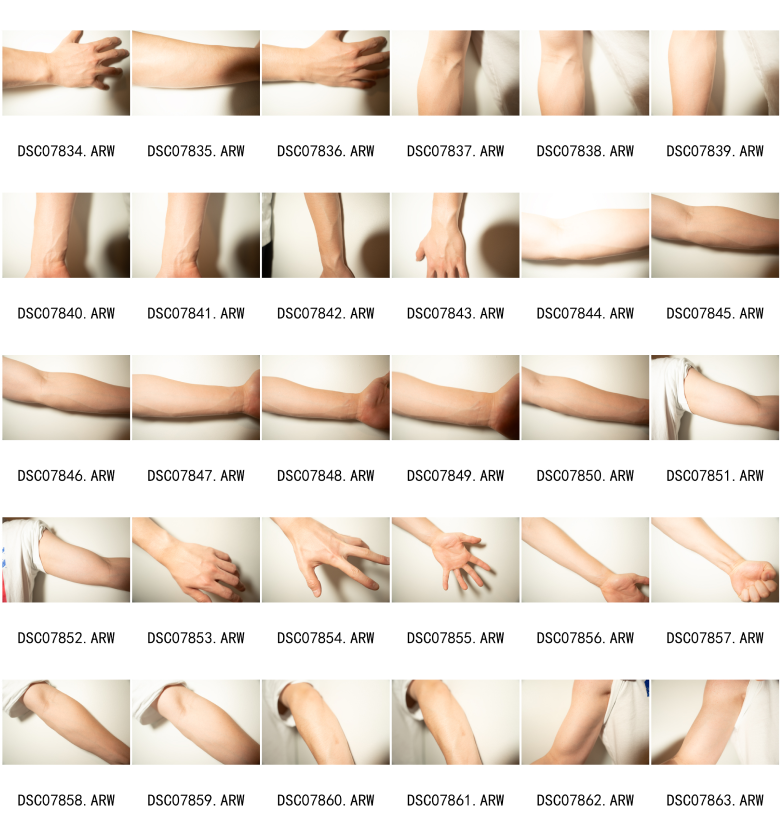 DSC07834.ARW DSC07835.ARW DSC07836.ARW DSC07837.ARW DSC07838.ARW DSC07839.ARW
DSC07840.ARW DSC07841.ARW DSC07842.ARW DSC07843.ARW DSC07844.ARW DSC07845.ARW
DSC07846.ARW DSC07847.ARW DSC07848.ARW DSC07849.ARW DSC07850.ARW DSC07851.ARW
DSC07852.ARW DSC07853.ARW DSC07854.ARW DSC07855.ARW DSC07856.ARW DSC07857.ARW
DSC07858.ARW DSC07859.ARW DSC07860.ARW DSC07861.ARW DSC07862.ARW DSC07863.ARW